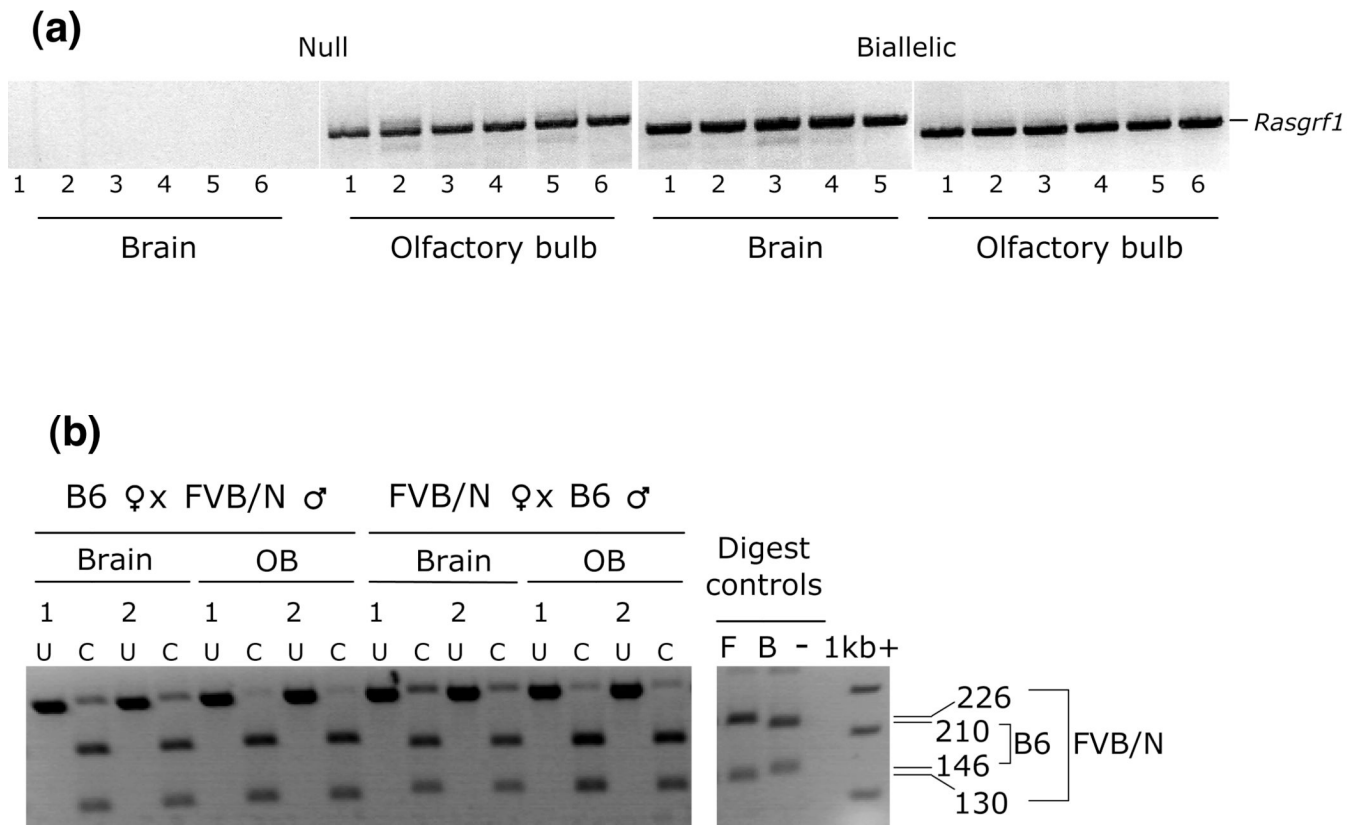 (a)
Null Biallelic
Rasgrf1
1 2 3 4 5 6 1 2 3 4 5 6 1 2 3 4 5 1 2 3 4 5 6
Brain Olfactory bulb Brain Olfactory bulb
(b)
B6 ♀x FVB/N ♂ FVB/N ♀x B6 ♂
Brain OB Brain OB Digest
controls
1 2 1 2 1 2 1 2
U C U C U C U C U C U C U C U C F B - 1kb+
226
210
B6 FVB/N
146
130